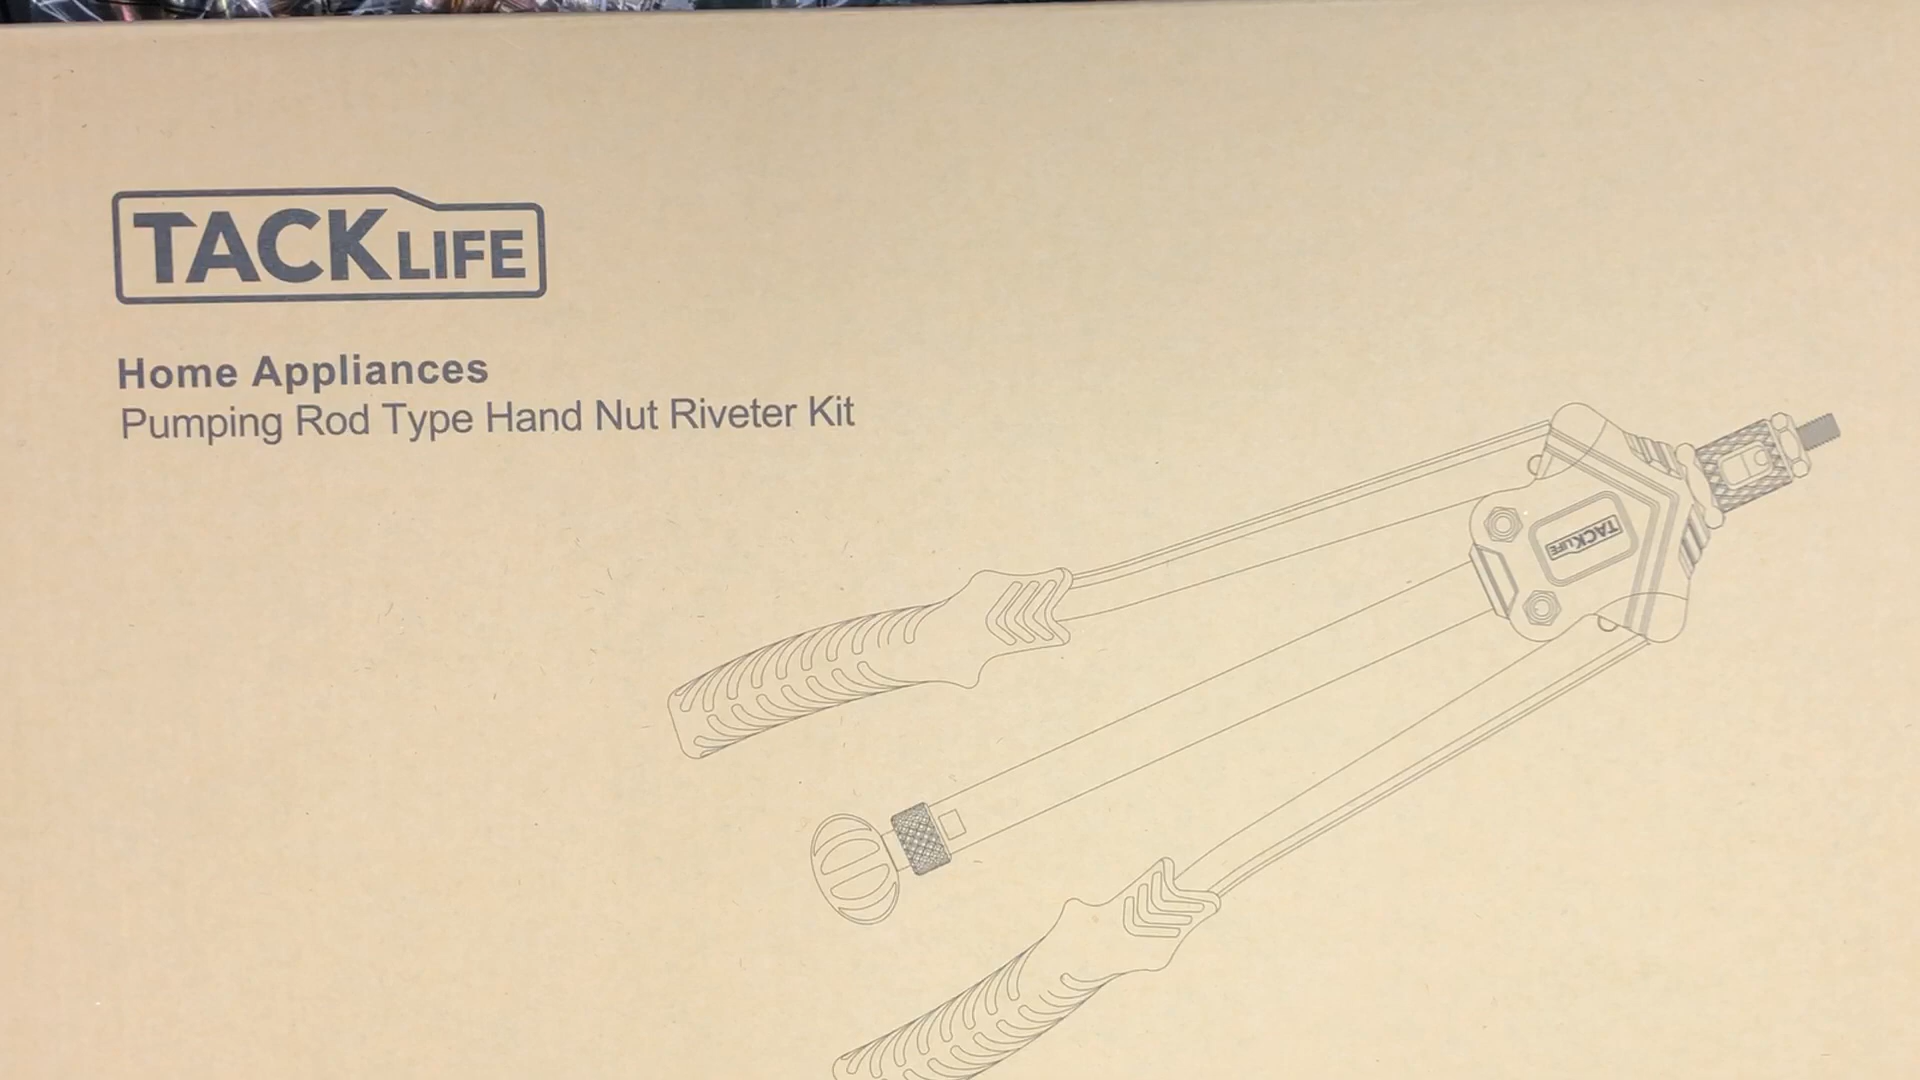 TACKLIFE
Home Appliances
Pumping Rod Type Hand Nut Riveter Kit
TACKLIFE